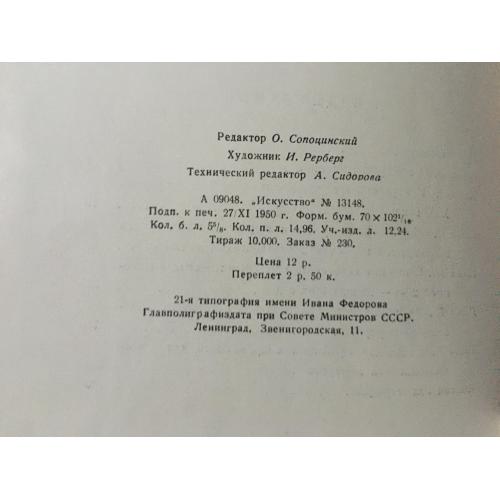 Редактор О. Сопоцинский
Художник И. Рерберг
Технический редактор А. Сидорова
А 09048. „Искусство“ № 13148.
Подп. к печ. 27/XI 1950 г. Форм. бум. 70 × 102¹/₁₆
Кол. б. л. 5⁵/₈. Кол. п. л. 14,96. Уч.-изд. л. 12,24.
Тираж 10,000. Заказ № 230.
Цена 12 р.
Переплет 2 р. 50 к.
21-я типография имени Ивана Федорова
Главполиграфиздата при Совете Министров СССР.
Ленинград, Звенигородская, 11.